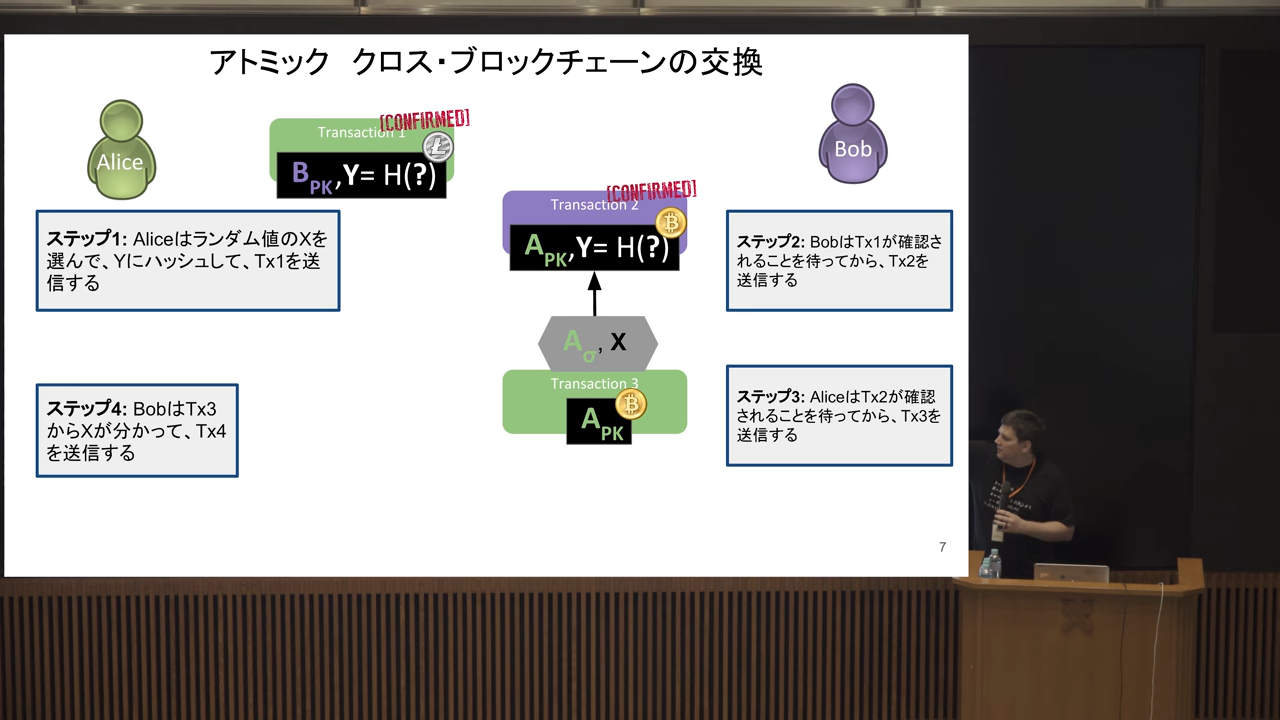 アトミック クロス・ブロックチェーンの交換
Alice
Transaction 1
[CONFIRMED]
BPK,Y= H(?)
Bob
Transaction 2
[CONFIRMED]
APK,Y= H(?)
ステップ1: Aliceはランダム値のXを
選んで、Yにハッシュして、Tx1を送
信する
ステップ2: BobはTx1が確認さ
れることを待ってから、Tx2を
送信する
Aσ, X
Transaction 3
APK
ステップ4: BobはTx3
からXが分かって、Tx4
を送信する
ステップ3: AliceはTx2が確認
されることを待ってから、Tx3を
送信する
7